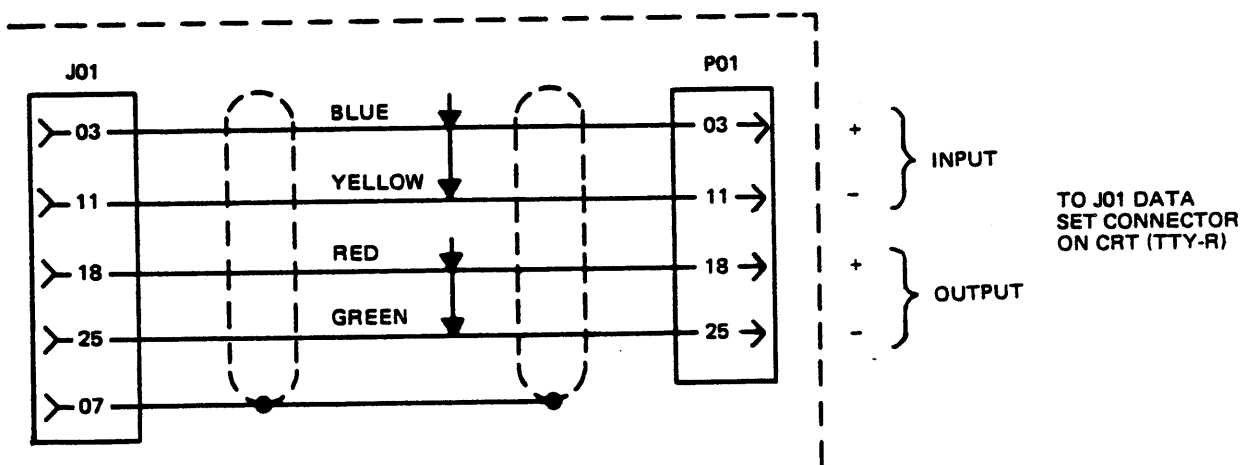 J01
P01
03 BLUE 03 +
INPUT
11 YELLOW 11 −
TO J01 DATA
SET CONNECTOR
ON CRT (TTY-R)
18 RED 18 +
OUTPUT
25 GREEN 25 −
07